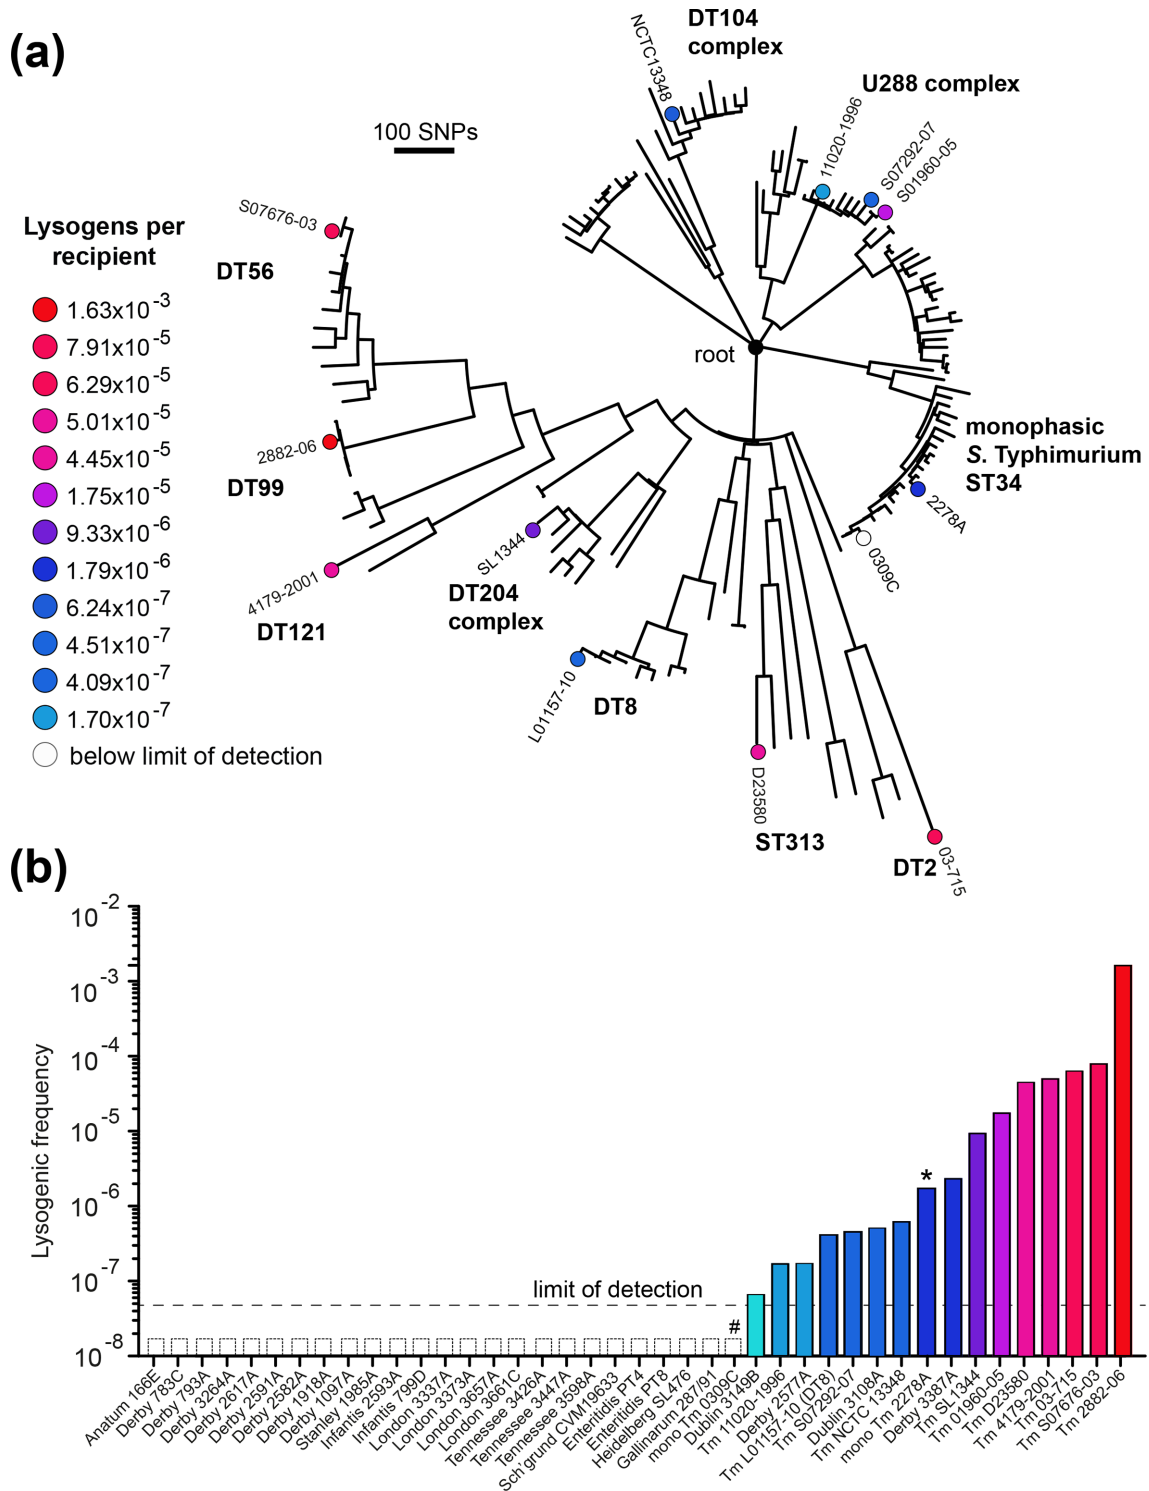 (a)
DT104
complex
NCTC13348
U288 complex
100 SNPs
11020-1996
S07292-07
S01960-05
S07676-03
Lysogens per
recipient
DT56
1.63x10-3
7.91x10-5
6.29x10-5
5.01x10-5
4.45x10-5
1.75x10-5
9.33x10-6
1.79x10-6
6.24x10-7
4.51x10-7
4.09x10-7
1.70x10-7
below limit of detection
root
monophasic
S. Typhimurium
ST34
2278A
0309C
2882-06
DT99
SL1344
4179-2001
DT121
DT204
complex
L01157-10
DT8
D23580
ST313
DT2
03-715
(b)
Lysogenic frequency
10-2
10-3
10-4
10-5
10-6
10-7
10-8
limit of detection
#
*
Anatum 166E
Derby 783C
Derby 793A
Derby 3264A
Derby 2617A
Derby 2591A
Derby 2582A
Derby 1918A
Derby 1097A
Stanley 1985A
Infantis 2593A
Infantis 799D
London 3337A
London 3373A
London 3657A
London 3661C
Tennessee 3426A
Tennessee 3447A
Tennessee 3598A
Sch'grund CVM19633
Enteritidis PT4
Enteritidis PT8
Heidelberg SL476
Gallinarum 287/91
mono Tm 0309C
Dublin 3149B
Tm 11020-1996
Derby 2577A
Tm L01157-10 (DT8)
Tm S07292-07
Dublin 3108A
Tm NCTC 13348
mono Tm 2278A
Derby 3387A
Tm SL1344
Tm 01960-05
Tm D23580
Tm 4179-2001
Tm 03-715
Tm S07676-03
Tm 2882-06